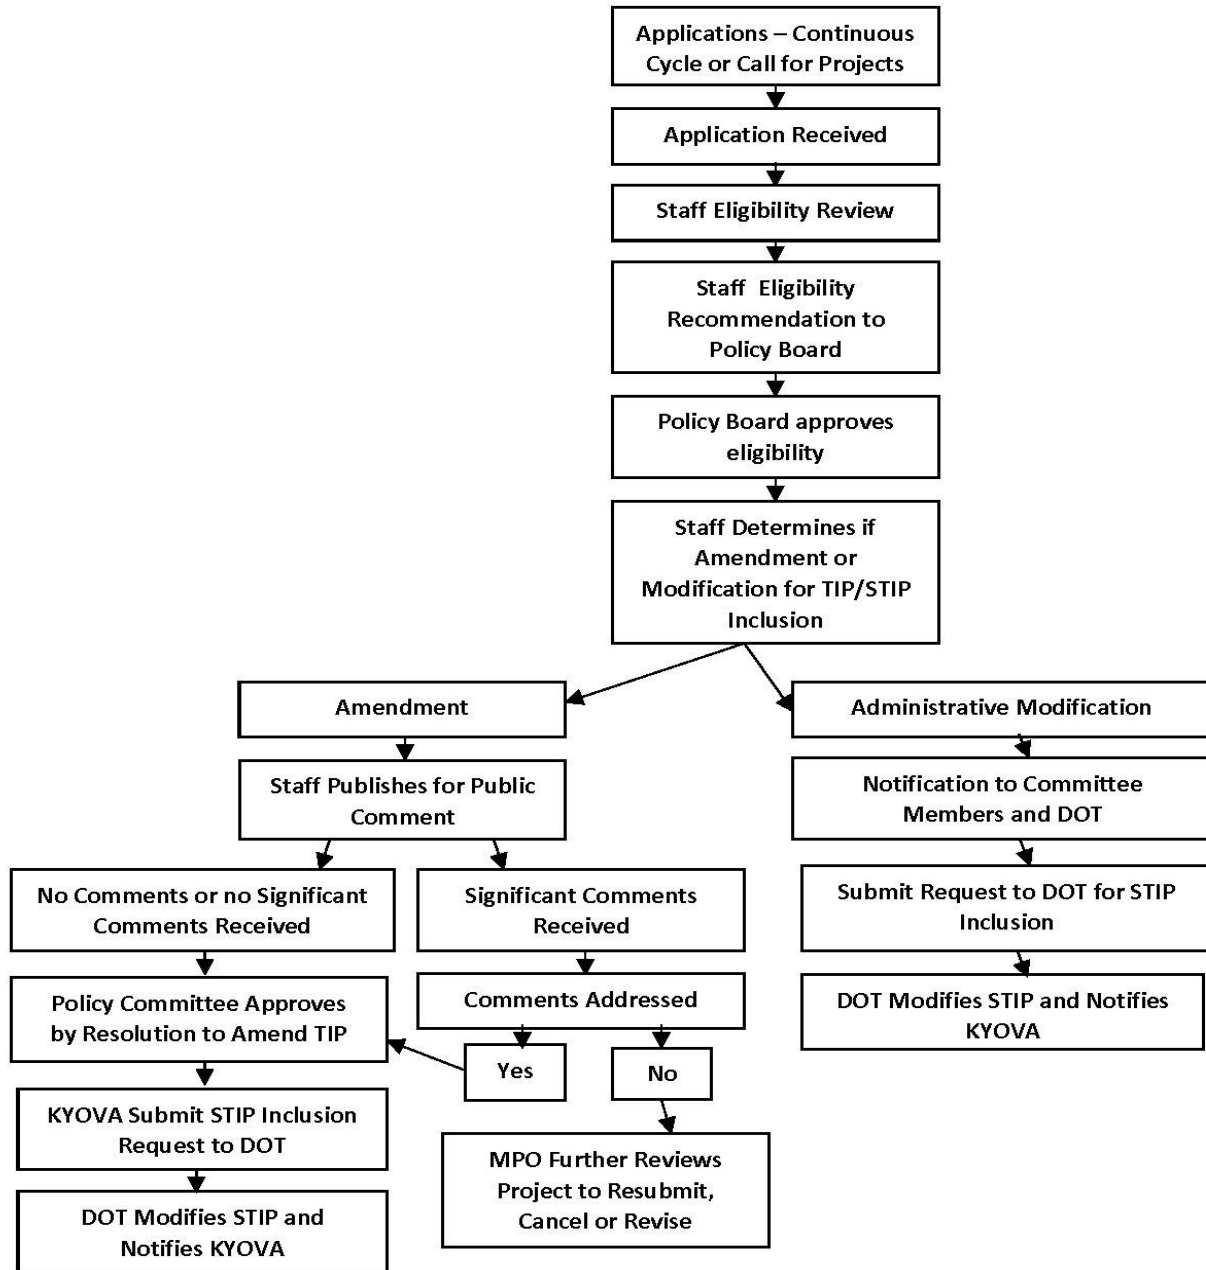 Applications – Continuous
Cycle or Call for Projects
Application Received
Staff Eligibility Review
Staff Eligibility
Recommendation to
Policy Board
Policy Board approves
eligibility
Staff Determines if
Amendment or
Modification for TIP/STIP
Inclusion
Amendment
Staff Publishes for Public
Comment
No Comments or no Significant
Comments Received
Policy Committee Approves
by Resolution to Amend TIP
KYOVA Submit STIP Inclusion
Request to DOT
DOT Modifies STIP and
Notifies KYOVA
Significant Comments
Received
Comments Addressed
Yes
No
MPO Further Reviews
Project to Resubmit,
Cancel or Revise
Administrative Modification
Notification to Committee
Members and DOT
Submit Request to DOT for STIP
Inclusion
DOT Modifies STIP and Notifies
KYOVA